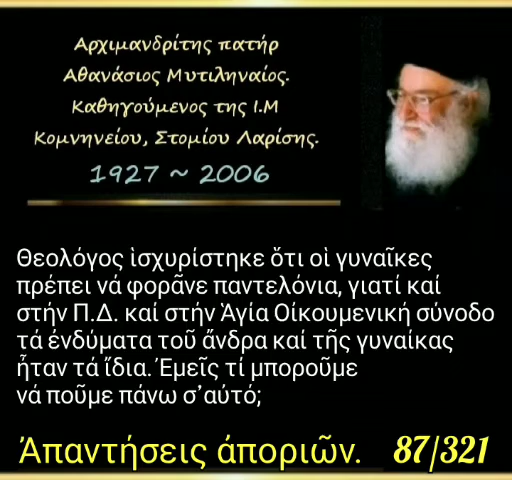 Αρχιμανδρίτης πατήρ
Αθανάσιος Μυτιληναίος.
Καθηγούμενος της Ι.Μ
Κομνηνείου, Στομίου Λαρίσης.
1927 ~ 2006
Θεολόγος ἰσχυρίστηκε ὅτι οἱ γυναῖκες
πρέπει νά φορᾶνε παντελόνια, γιατί καί
στήν Π.Δ. καί στήν Ἁγία Οἰκουμενική σύνοδο
τά ἐνδύματα τοῦ ἄνδρα καί τῆς γυναίκας
ἦταν τά ἴδια. Ἐμεῖς τί μποροῦμε
νά ποῦμε πάνω σ᾽αὐτό;
Ἀπαντήσεις ἀποριῶν. 87/321